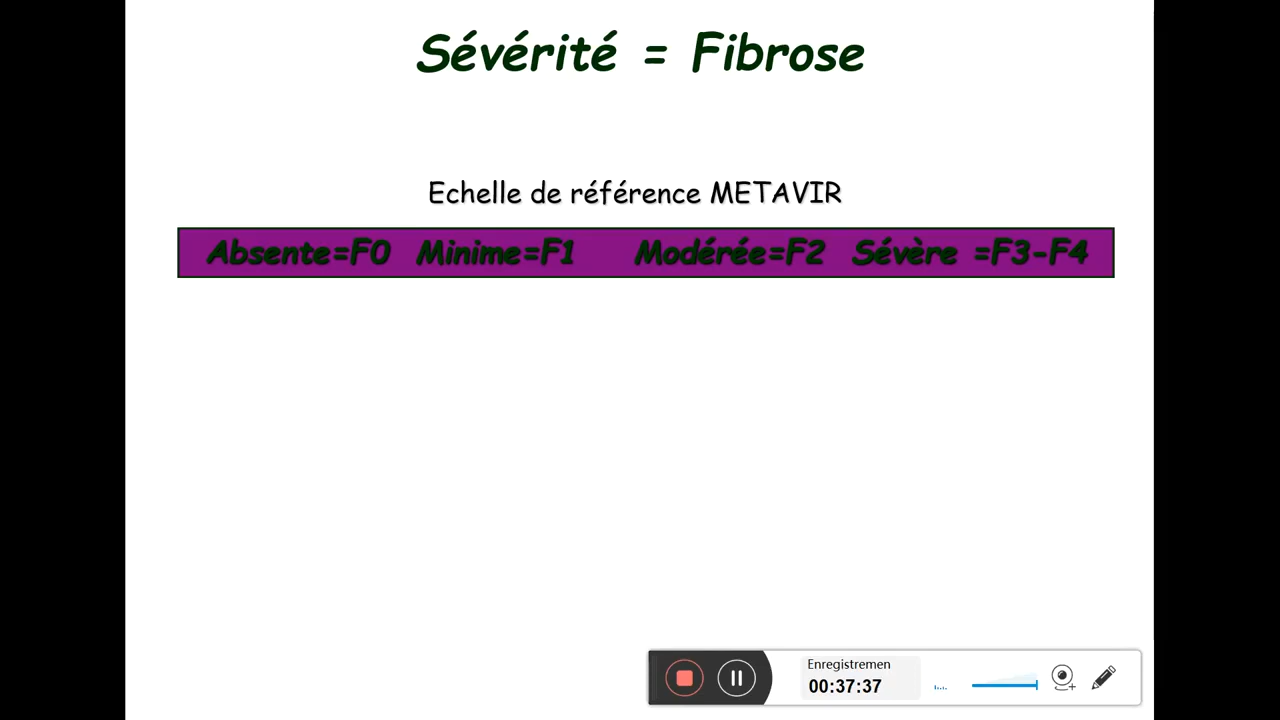 Sévérité = Fibrose
Echelle de référence METAVIR
Absente=F0 Minime=F1 Modérée=F2 Sévère =F3-F4
Enregistremen
00:37:37